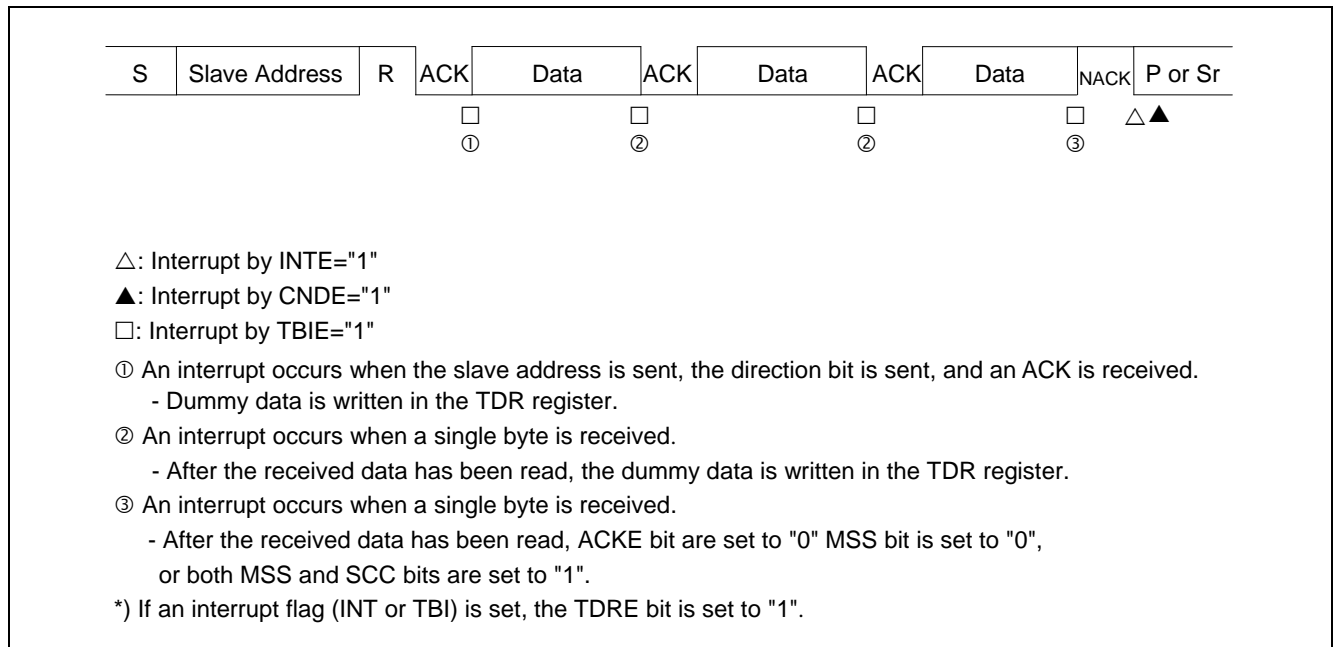 S Slave Address R ACK Data ACK Data ACK Data NACK P or Sr
□ □ □ □ △▲
① ② ② ③
△: Interrupt by INTE="1"
▲: Interrupt by CNDE="1"
□: Interrupt by TBIE="1"
① An interrupt occurs when the slave address is sent, the direction bit is sent, and an ACK is received.
- Dummy data is written in the TDR register.
② An interrupt occurs when a single byte is received.
- After the received data has been read, the dummy data is written in the TDR register.
③ An interrupt occurs when a single byte is received.
- After the received data has been read, ACKE bit are set to "0" MSS bit is set to "0",
or both MSS and SCC bits are set to "1".
*) If an interrupt flag (INT or TBI) is set, the TDRE bit is set to "1".